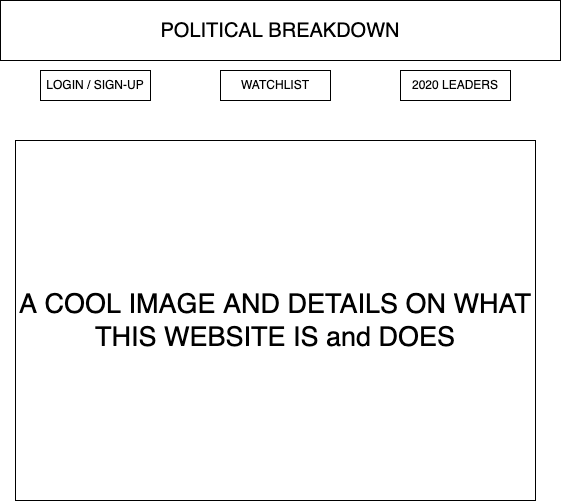 POLITICAL BREAKDOWN
LOGIN / SIGN-UP
WATCHLIST
2020 LEADERS
A COOL IMAGE AND DETAILS ON WHAT
THIS WEBSITE IS and DOES